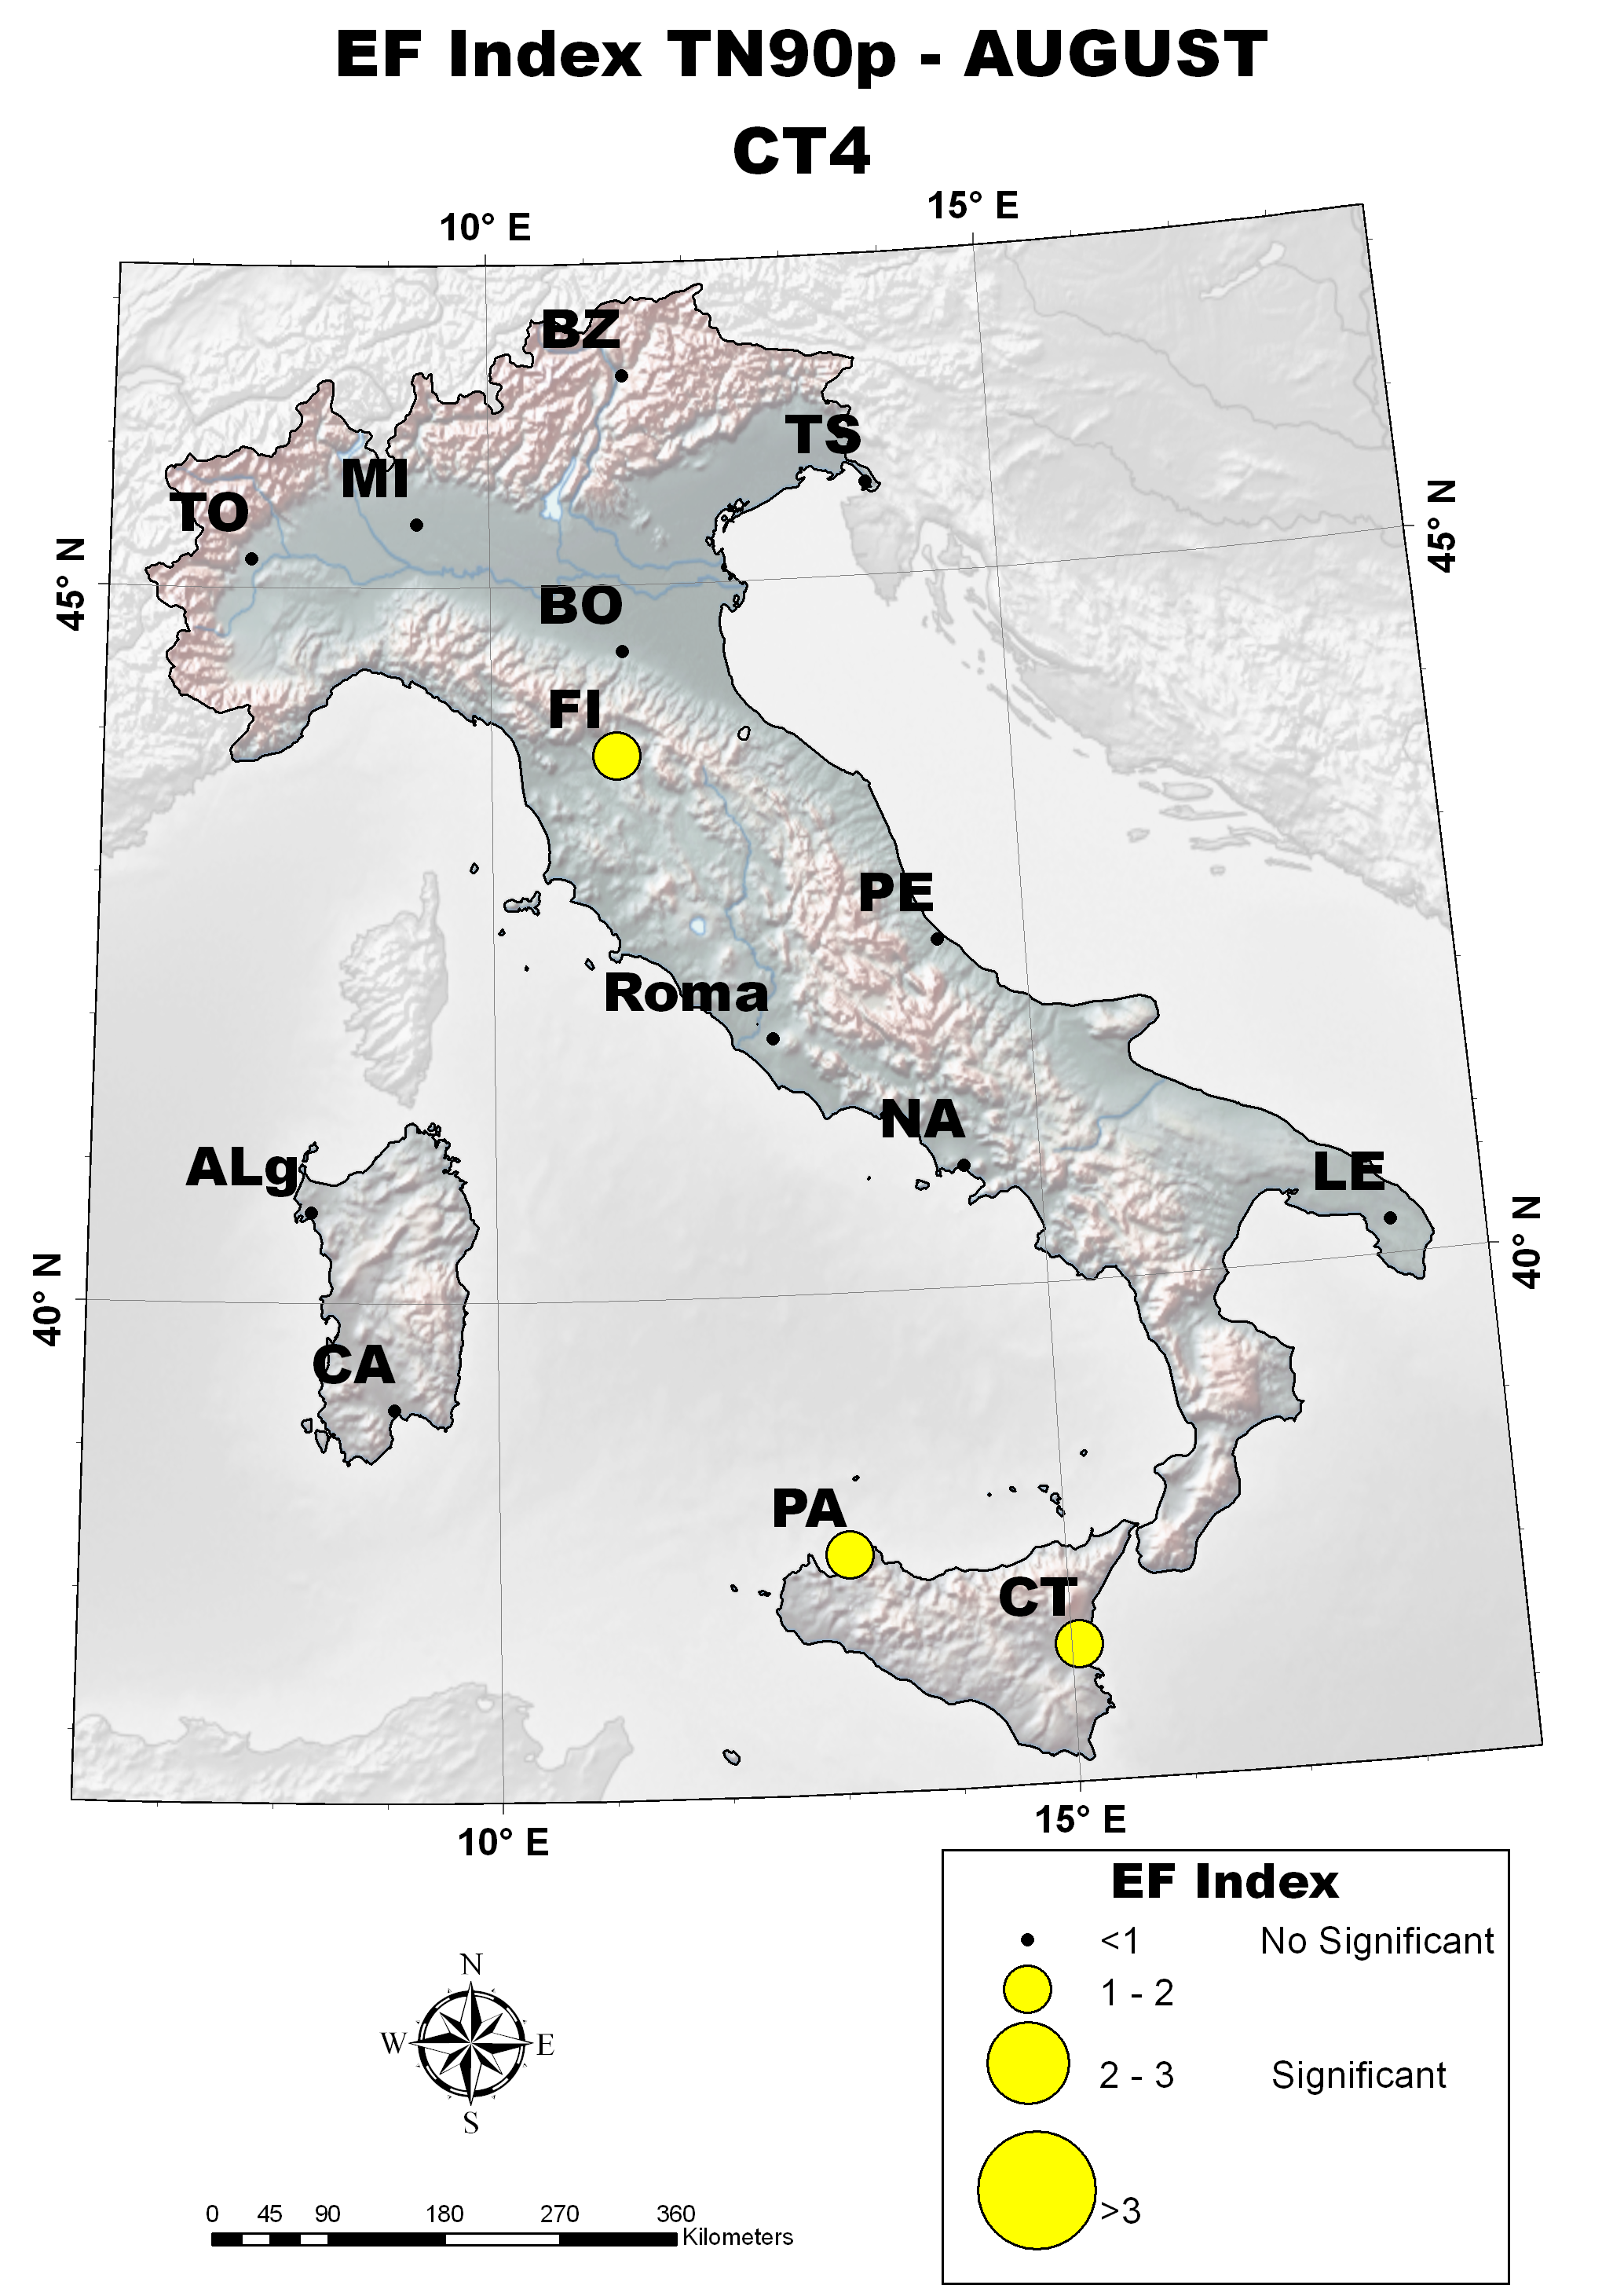 EF Index TN90p - AUGUST
CT4
10° E
15° E
BZ
TS
MI
TO
45° N
45° N
BO
FI
PE
Roma
NA
ALg
LE
40° N
40° N
CA
PA
CT
10° E
15° E
EF Index
<1 No Significant
1 - 2
2 - 3 Significant
>3
N
W E
S
0 45 90 180 270 360
Kilometers